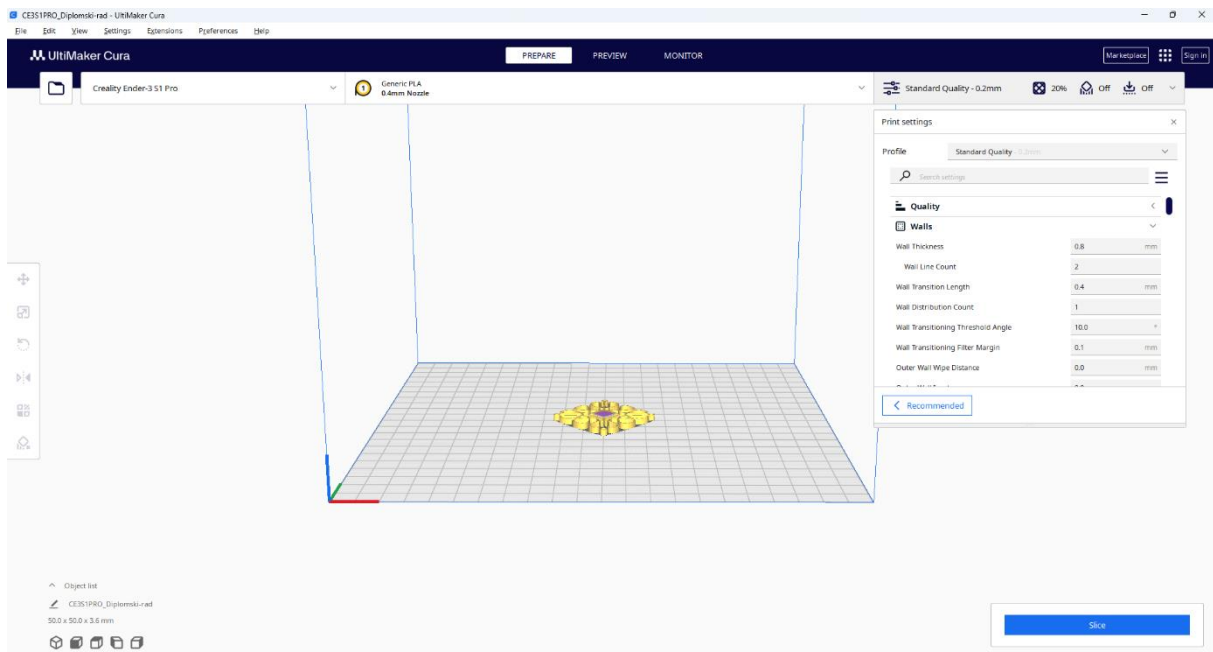 CE3S1PRO_Diplomski-rad - UltiMaker Cura
File Edit View Settings Extensions Preferences Help
UltiMaker Cura
PREPARE PREVIEW MONITOR
Marketplace Sign in
Creality Ender-3 S1 Pro
1 Generic PLA
0.4mm Nozzle
Standard Quality - 0.2mm 20% Off Off
Print settings
Profile Standard Quality - 0.2mm
Search settings
Quality
Walls
Wall Thickness 0.8 mm
Wall Line Count 2
Wall Transition Length 0.4 mm
Wall Distribution Count 1
Wall Transitioning Threshold Angle 10.0 °
Wall Transitioning Filter Margin 0.1 mm
Outer Wall Wipe Distance 0.0 mm
Recommended
Object list
CE3S1PRO_Diplomski-rad
50.0 x 50.0 x 3.6 mm
Slice